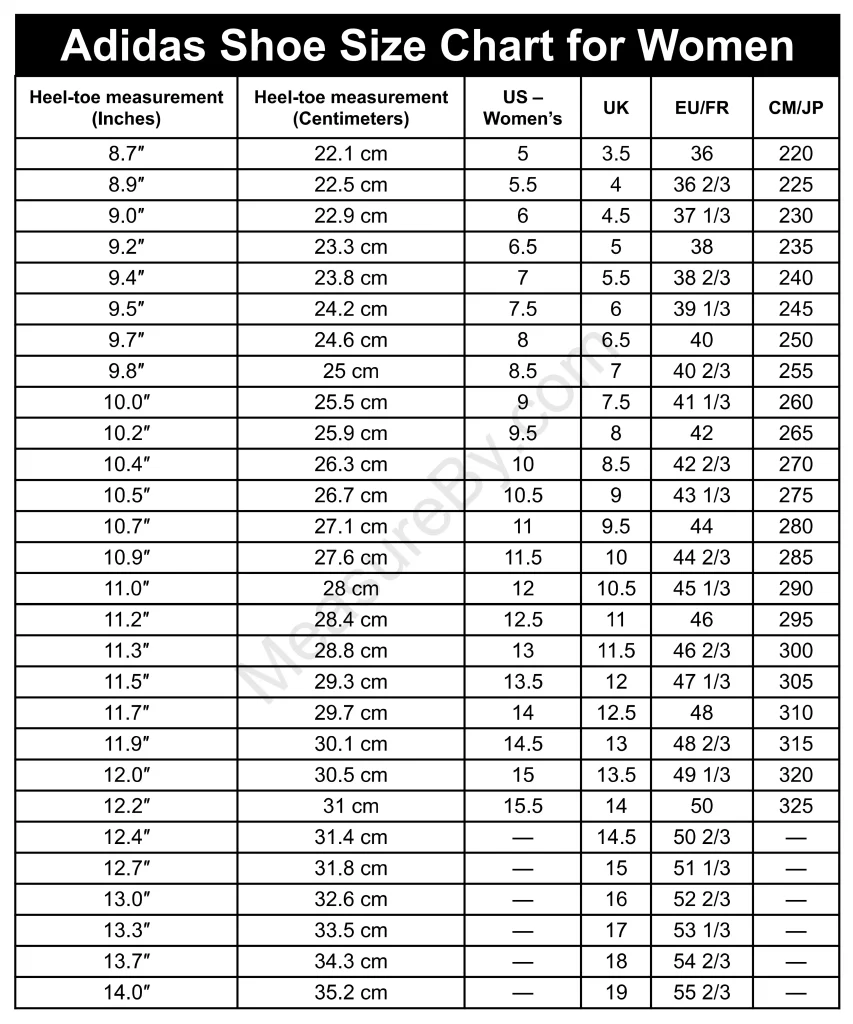 Adidas Shoe Size Chart for Women
Heel-toe measurement (Inches) Heel-toe measurement (Centimeters) US – Women’s UK EU/FR CM/JP
8.7″ 22.1 cm 5 3.5 36 220
8.9″ 22.5 cm 5.5 4 36 2/3 225
9.0″ 22.9 cm 6 4.5 37 1/3 230
9.2″ 23.3 cm 6.5 5 38 235
9.4″ 23.8 cm 7 5.5 38 2/3 240
9.5″ 24.2 cm 7.5 6 39 1/3 245
9.7″ 24.6 cm 8 6.5 40 250
9.8″ 25 cm 8.5 7 40 2/3 255
10.0″ 25.5 cm 9 7.5 41 1/3 260
10.2″ 25.9 cm 9.5 8 42 265
10.4″ 26.3 cm 10 8.5 42 2/3 270
10.5″ 26.7 cm 10.5 9 43 1/3 275
10.7″ 27.1 cm 11 9.5 44 280
10.9″ 27.6 cm 11.5 10 44 2/3 285
11.0″ 28 cm 12 10.5 45 1/3 290
11.2″ 28.4 cm 12.5 11 46 295
11.3″ 28.8 cm 13 11.5 46 2/3 300
11.5″ 29.3 cm 13.5 12 47 1/3 305
11.7″ 29.7 cm 14 12.5 48 310
11.9″ 30.1 cm 14.5 13 48 2/3 315
12.0″ 30.5 cm 15 13.5 49 1/3 320
12.2″ 31 cm 15.5 14 50 325
12.4″ 31.4 cm — 14.5 50 2/3 —
12.7″ 31.8 cm — 15 51 1/3 —
13.0″ 32.6 cm — 16 52 2/3 —
13.3″ 33.5 cm — 17 53 1/3 —
13.7″ 34.3 cm — 18 54 2/3 —
14.0″ 35.2 cm — 19 55 2/3 —
MeasureBy.com